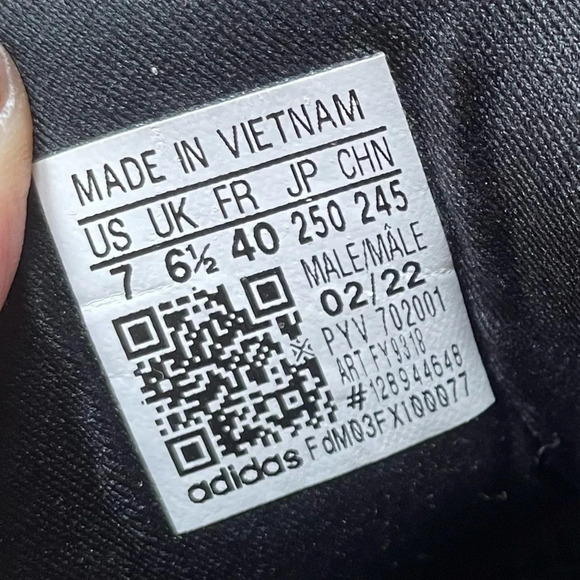 MADE IN VIETNAM
US UK FR JP CHN
7 6½ 40 250 245
MALE/MÂLE
02/22
PYV 702001
ART FY9318
#128944648
FdM03FX100077
adidas